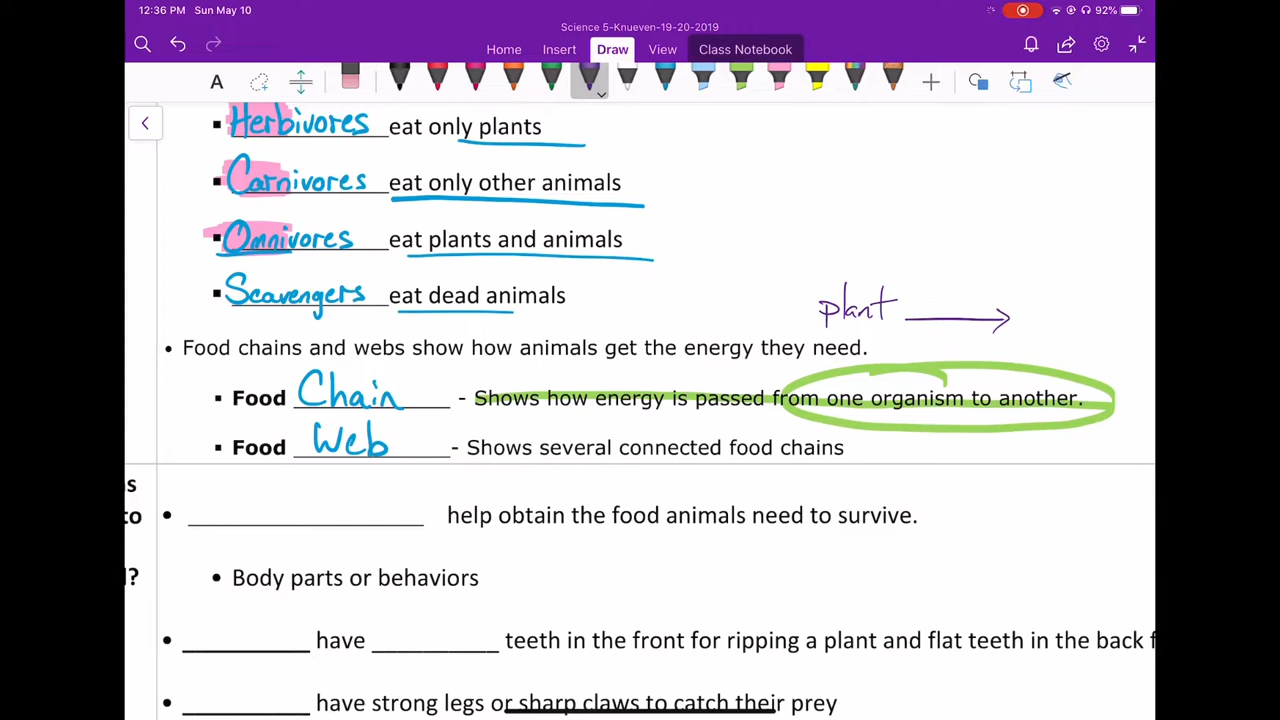 12:36 PM Sun May 10
92%
Science 5-Knueven-19-20-2019
Home Insert Draw View Class Notebook
A
▪ Herbivores eat only plants
▪ Carnivores eat only other animals
▪ Omnivores eat plants and animals
▪ Scavengers eat dead animals
plant
• Food chains and webs show how animals get the energy they need.
▪ Food Chain - Shows how energy is passed from one organism to another.
▪ Food Web - Shows several connected food chains
s
to
• ____________________ help obtain the food animals need to survive.
?
• Body parts or behaviors
• ___________ have ___________ teeth in the front for ripping a plant and flat teeth in the back f
• ___________ have strong legs or sharp claws to catch their prey